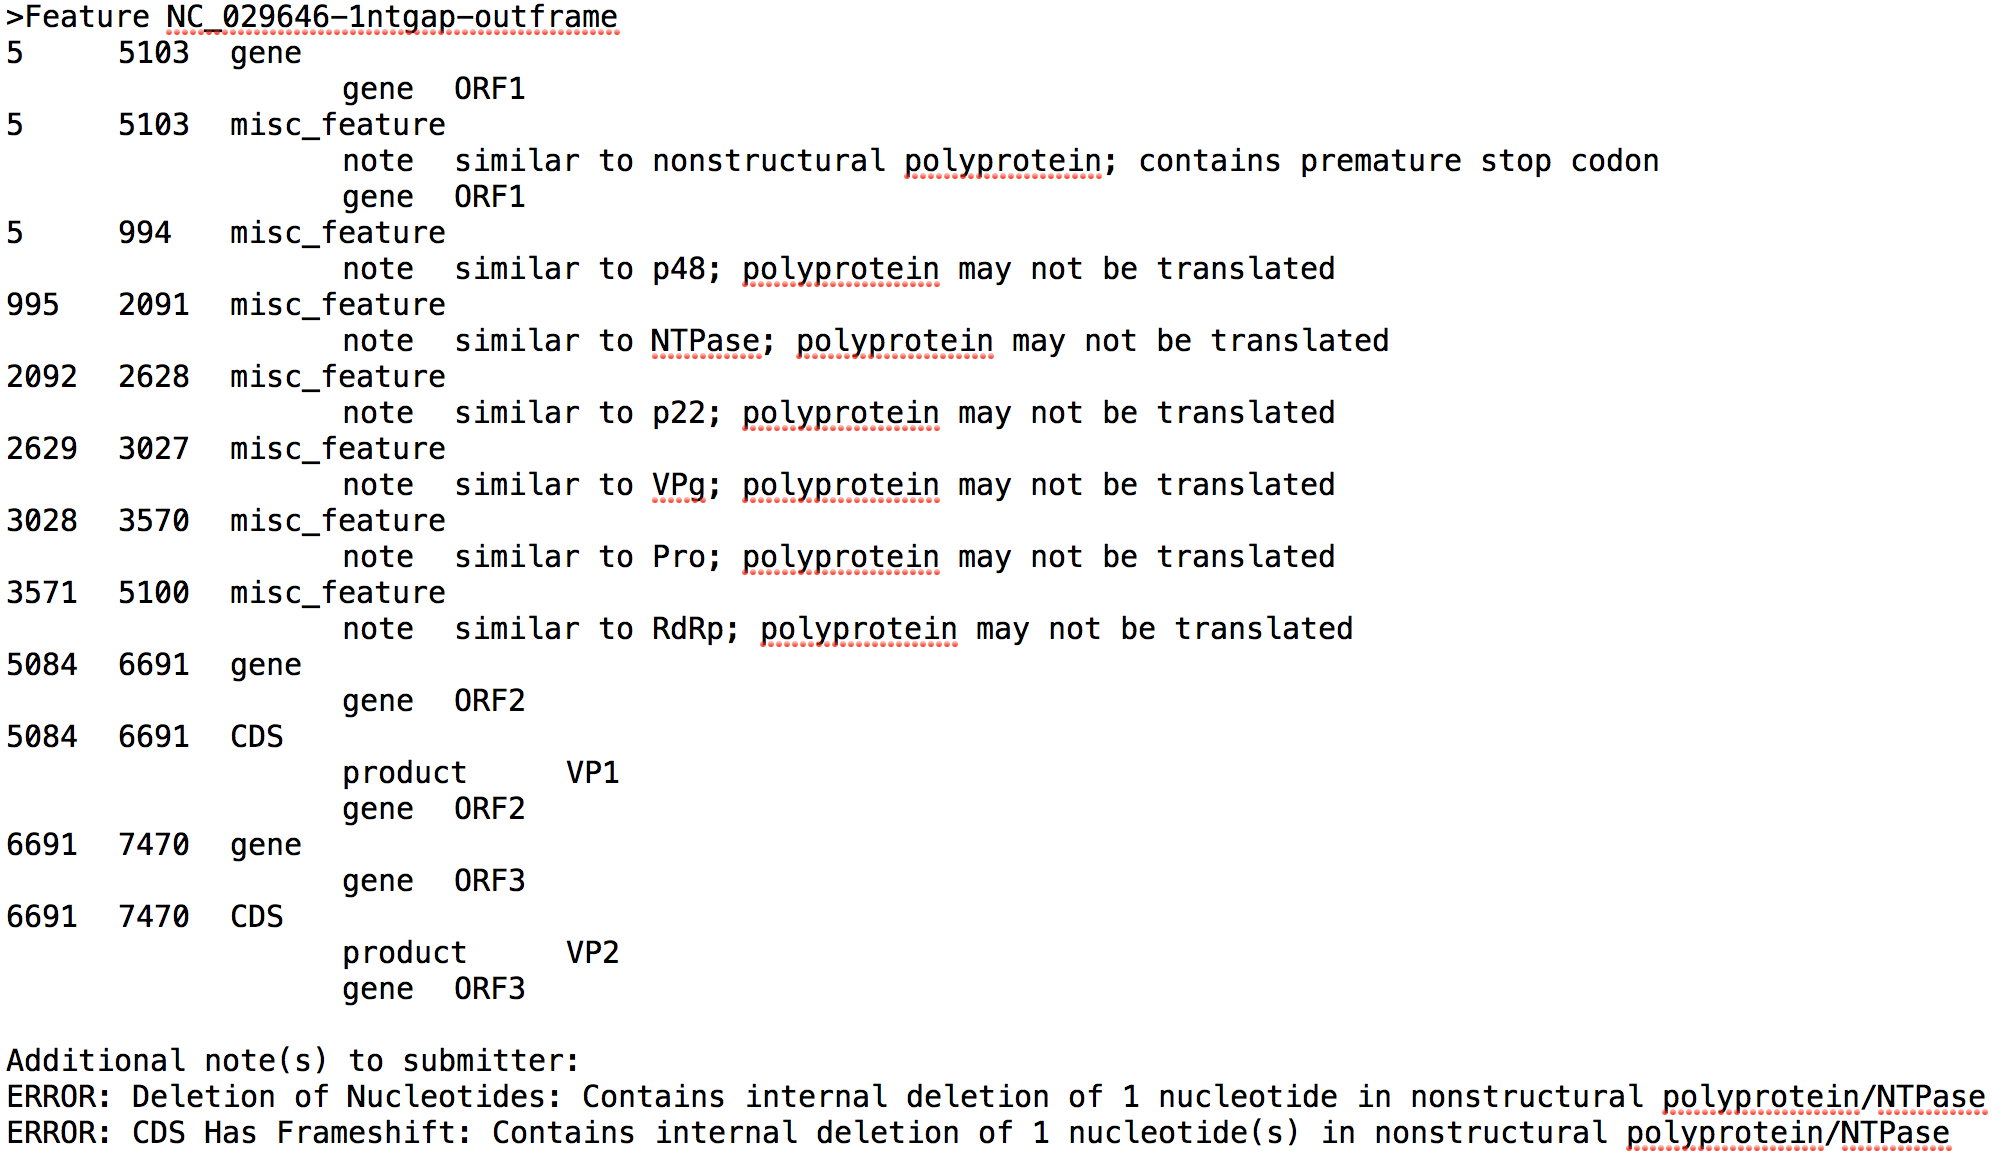 >Feature NC_029646-1ntgap-outframe
5 5103 gene
gene ORF1
5 5103 misc_feature
note similar to nonstructural polyprotein; contains premature stop codon
gene ORF1
5 994 misc_feature
note similar to p48; polyprotein may not be translated
995 2091 misc_feature
note similar to NTPase; polyprotein may not be translated
2092 2628 misc_feature
note similar to p22; polyprotein may not be translated
2629 3027 misc_feature
note similar to VPg; polyprotein may not be translated
3028 3570 misc_feature
note similar to Pro; polyprotein may not be translated
3571 5100 misc_feature
note similar to RdRp; polyprotein may not be translated
5084 6691 gene
gene ORF2
5084 6691 CDS
product VP1
gene ORF2
6691 7470 gene
gene ORF3
6691 7470 CDS
product VP2
gene ORF3
Additional note(s) to submitter:
ERROR: Deletion of Nucleotides: Contains internal deletion of 1 nucleotide in nonstructural polyprotein/NTPase
ERROR: CDS Has Frameshift: Contains internal deletion of 1 nucleotide(s) in nonstructural polyprotein/NTPase